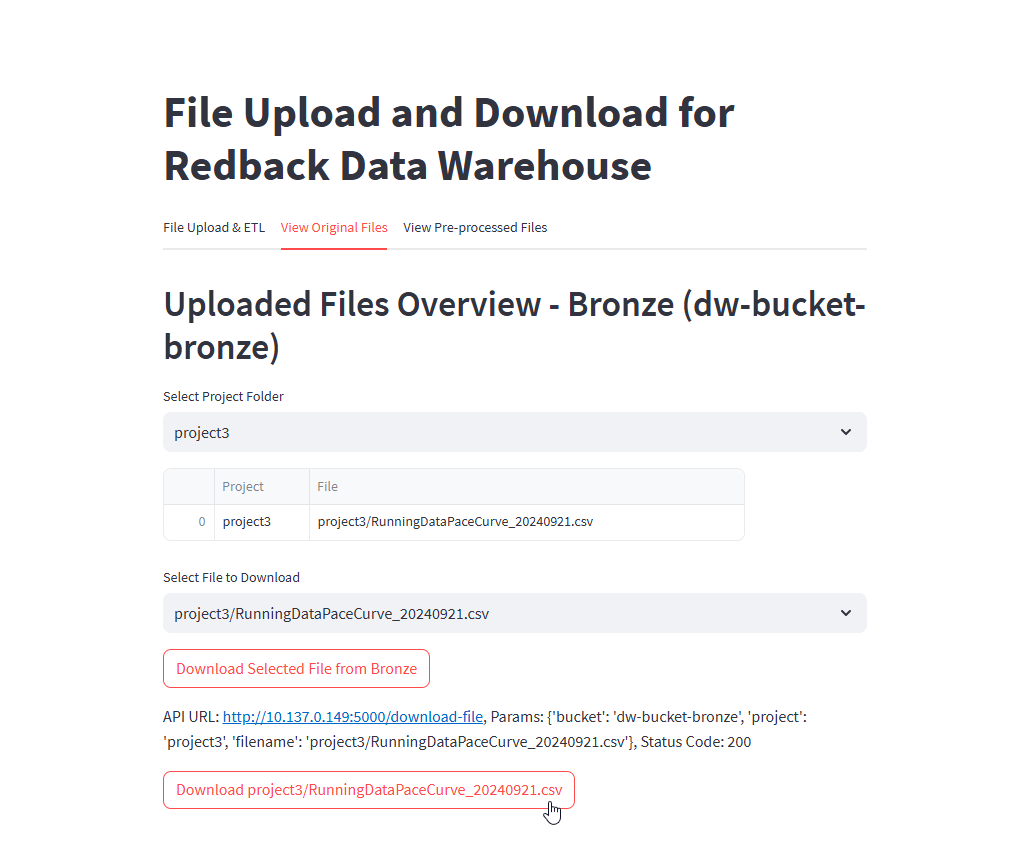 File Upload and Download for
Redback Data Warehouse
File Upload & ETL View Original Files View Pre-processed Files
Uploaded Files Overview - Bronze (dw-bucket-
bronze)
Select Project Folder
project3
Project File
0 project3 project3/RunningDataPaceCurve_20240921.csv
Select File to Download
project3/RunningDataPaceCurve_20240921.csv
Download Selected File from Bronze
API URL: http://10.137.0.149:5000/download-file, Params: {'bucket': 'dw-bucket-bronze', 'project':
'project3', 'filename': 'project3/RunningDataPaceCurve_20240921.csv'}, Status Code: 200
Download project3/RunningDataPaceCurve_20240921.csv